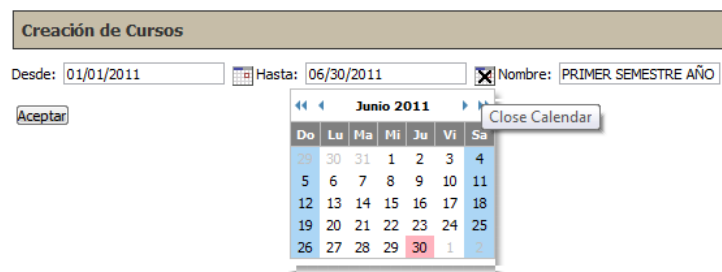 Creación de Cursos
Desde: 01/01/2011 Hasta: 06/30/2011 Nombre: PRIMER SEMESTRE AÑO
Aceptar
Junio 2011
Close Calendar
Do Lu Ma Mi Ju Vi Sa
29 30 31 1 2 3 4
5 6 7 8 9 10 11
12 13 14 15 16 17 18
19 20 21 22 23 24 25
26 27 28 29 30 1 2